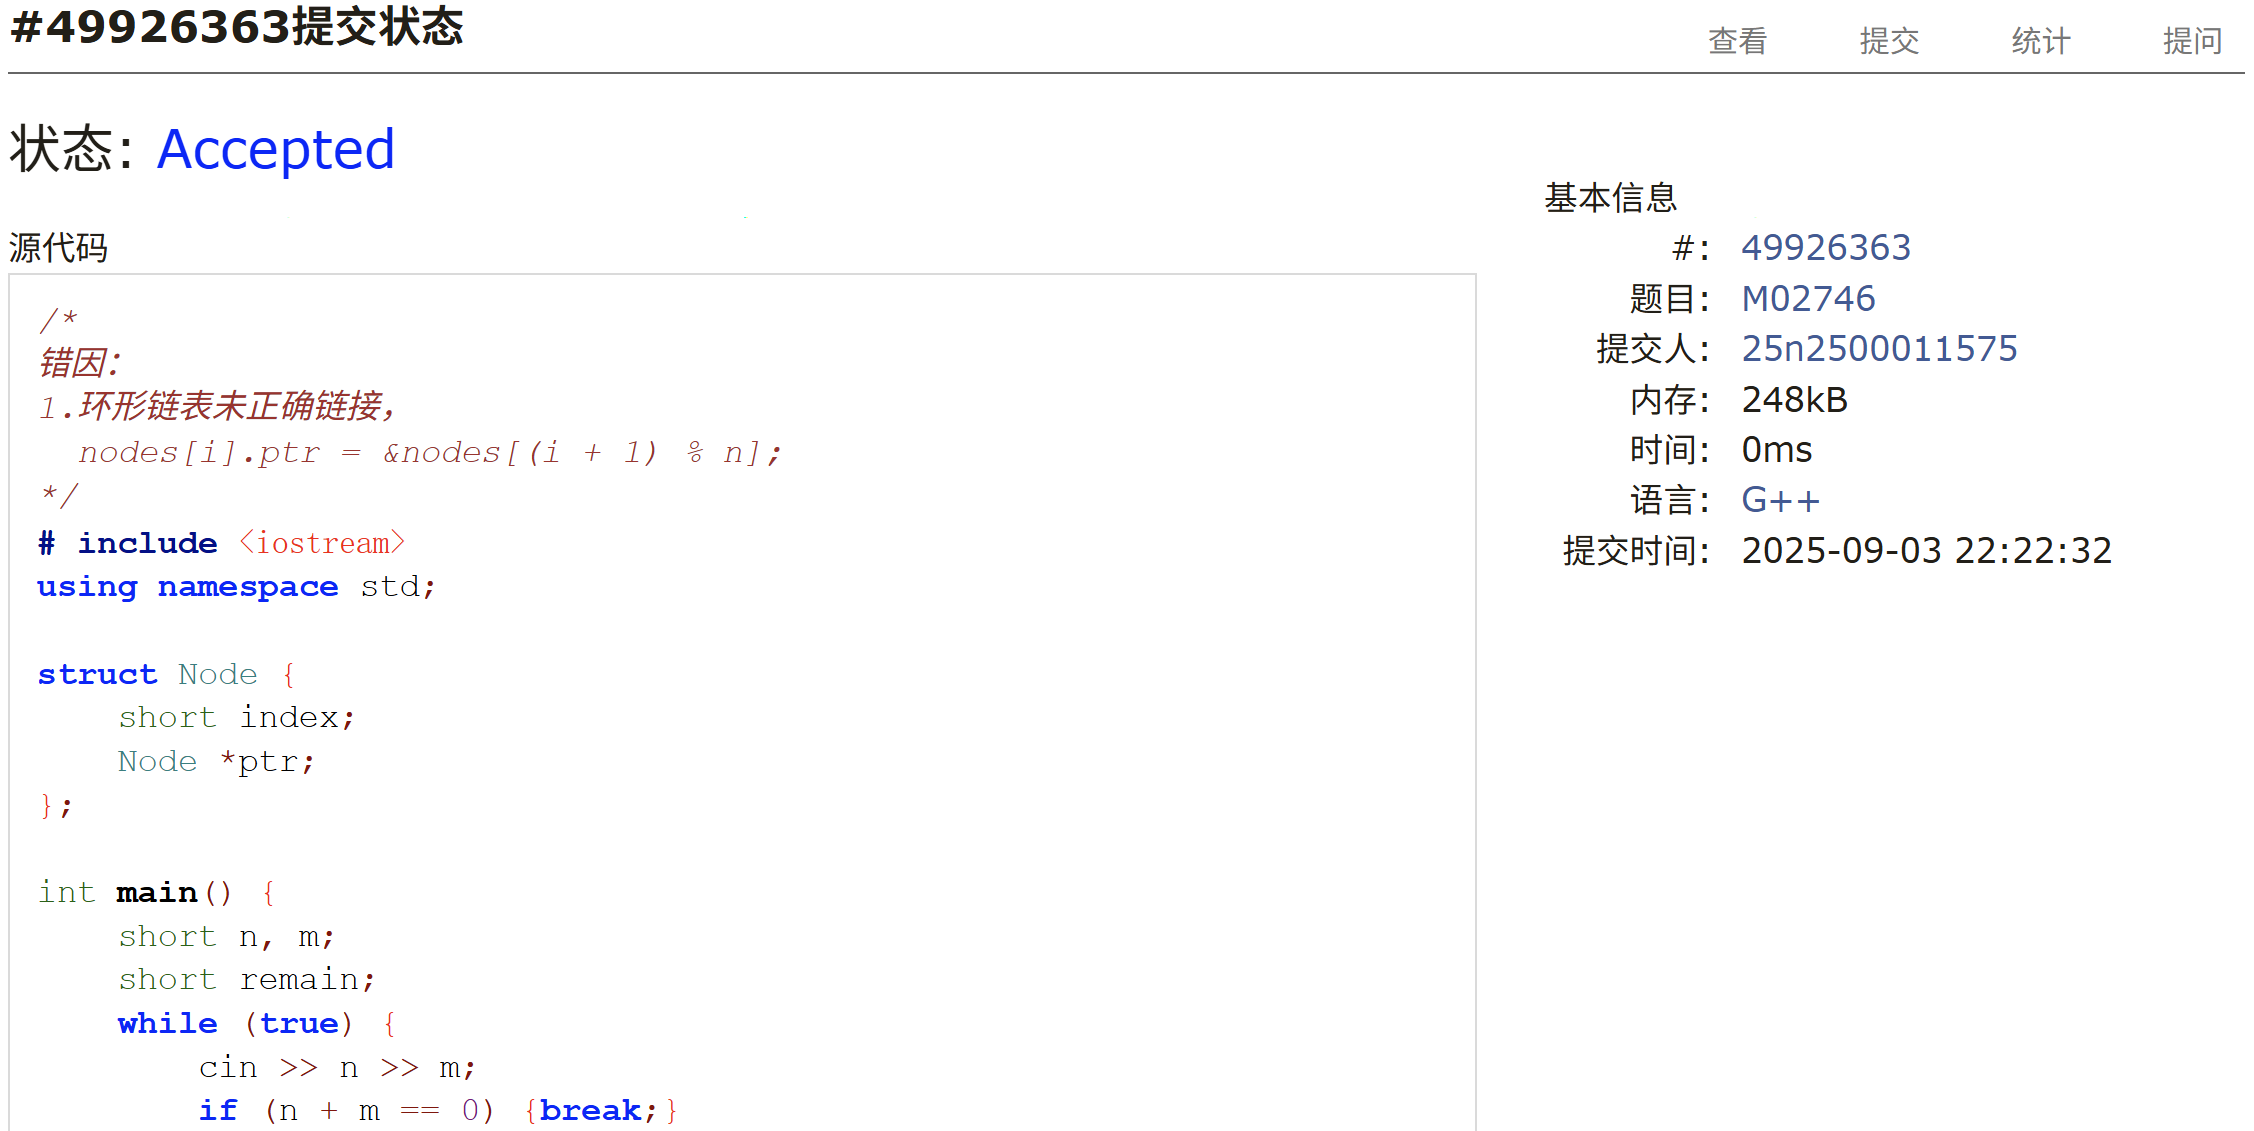 #49926363提交状态
查看 提交 统计 提问
状态: Accepted
源代码
/*
错因：
1.环形链表未正确链接，
  nodes[i].ptr = &nodes[(i + 1) % n];
*/
# include <iostream>
using namespace std;

struct Node {
    short index;
    Node *ptr;
};

int main() {
    short n, m;
    short remain;
    while (true) {
        cin >> n >> m;
        if (n + m == 0) {break;}
基本信息
#: 49926363
题目: M02746
提交人: 25n2500011575
内存: 248kB
时间: 0ms
语言: G++
提交时间: 2025-09-03 22:22:32